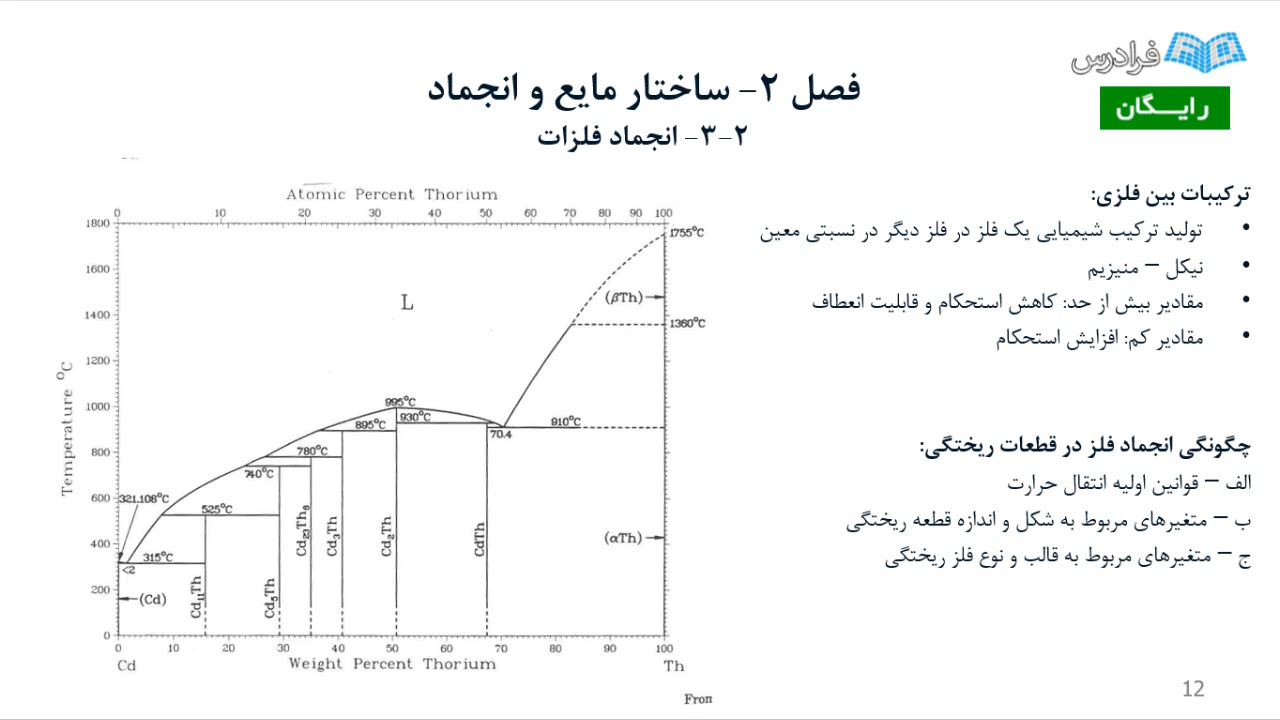 فرادرس
رایـــگان
فصل ۲- ساختار مایع و انجماد
۲-۳- انجماد فلزات
ترکیبات بین فلزی:
• تولید ترکیب شیمیایی یک فلز در فلز دیگر در نسبتی معین
• نیکل – منیزیم
• مقادیر بیش از حد: کاهش استحکام و قابلیت انعطاف
• مقادیر کم: افزایش استحکام
چگونگی انجماد فلز در قطعات ریختگی:
الف – قوانین اولیه انتقال حرارت
ب – متغیرهای مربوط به شکل و اندازه قطعه ریختگی
ج – متغیرهای مربوط به قالب و نوع فلز ریختگی
Atomic Percent Thorium
0 10 20 30 40 50 60 70 80 90 100
1800
1600
1400
1200
1000
800
600
400
200
0
Temperature °C
1755°C
(βTh)
L
1360°C
995°C
930°C
910°C
895°C
70.4
780°C
740°C
321.108°C
525°C
315°C
<2
(Cd)
(αTh)
Cd11Th
Cd5Th
Cd23Th8
Cd3Th
Cd2Th
CdTh
0 10 20 30 40 50 60 70 80 90 100
Cd Weight Percent Thorium Th
From
12